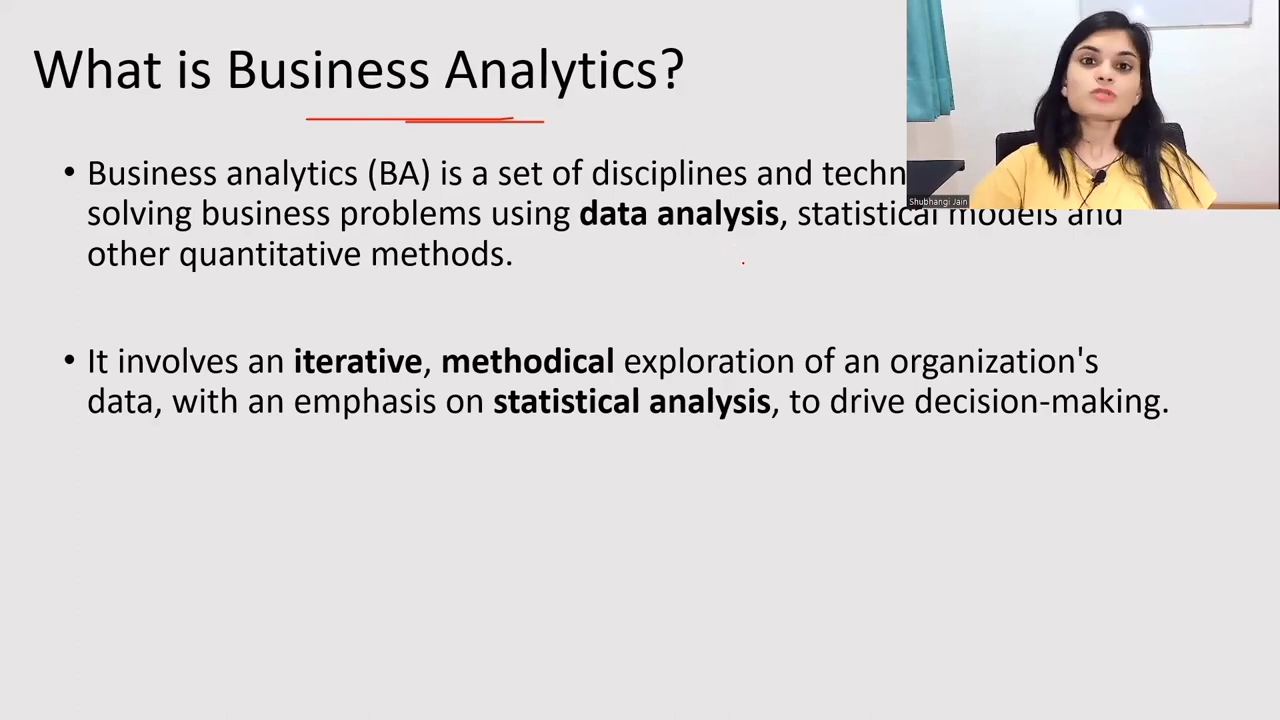 What is Business Analytics?
• Business analytics (BA) is a set of disciplines and techn
solving business problems using data analysis, statistical models and
other quantitative methods.
• It involves an iterative, methodical exploration of an organization's
data, with an emphasis on statistical analysis, to drive decision-making.
Shubhangi Jain